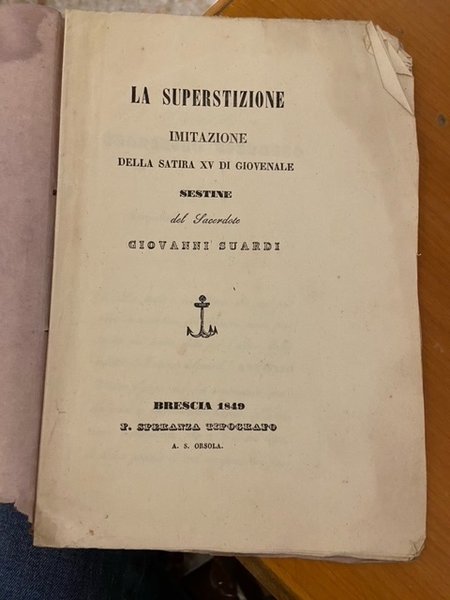 LA SUPERSTIZIONE
IMITAZIONE
DELLA SATIRA XV DI GIOVENALE
SESTINE
del Sacerdote
GIOVANNI SUARDI
BRESCIA 1849
F. SPERANZA TIPOGRAFO
A. S. ORSOLA.